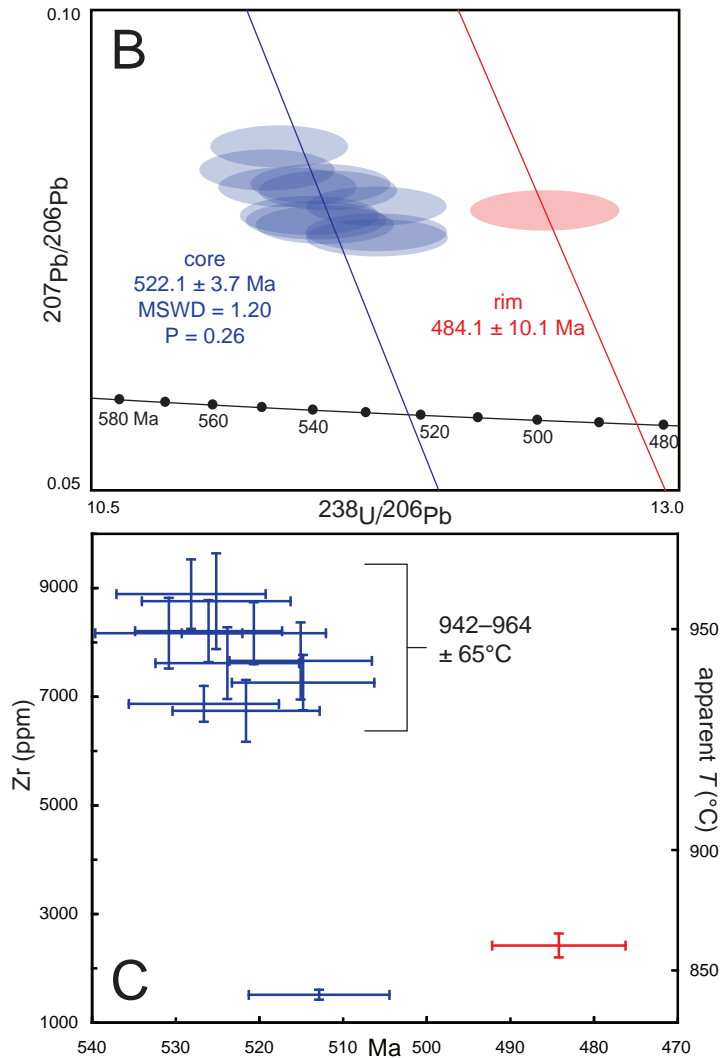 0.10
B
207Pb/206Pb
core
522.1 ± 3.7 Ma
MSWD = 1.20
P = 0.26
rim
484.1 ± 10.1 Ma
580 Ma
560
540
520
500
480
0.05
10.5
238U/206Pb
13.0
9000
7000
5000
3000
1000
Zr (ppm)
942–964
± 65°C
950
900
850
apparent T (°C)
C
540
530
520
510
500
490
480
470
Ma